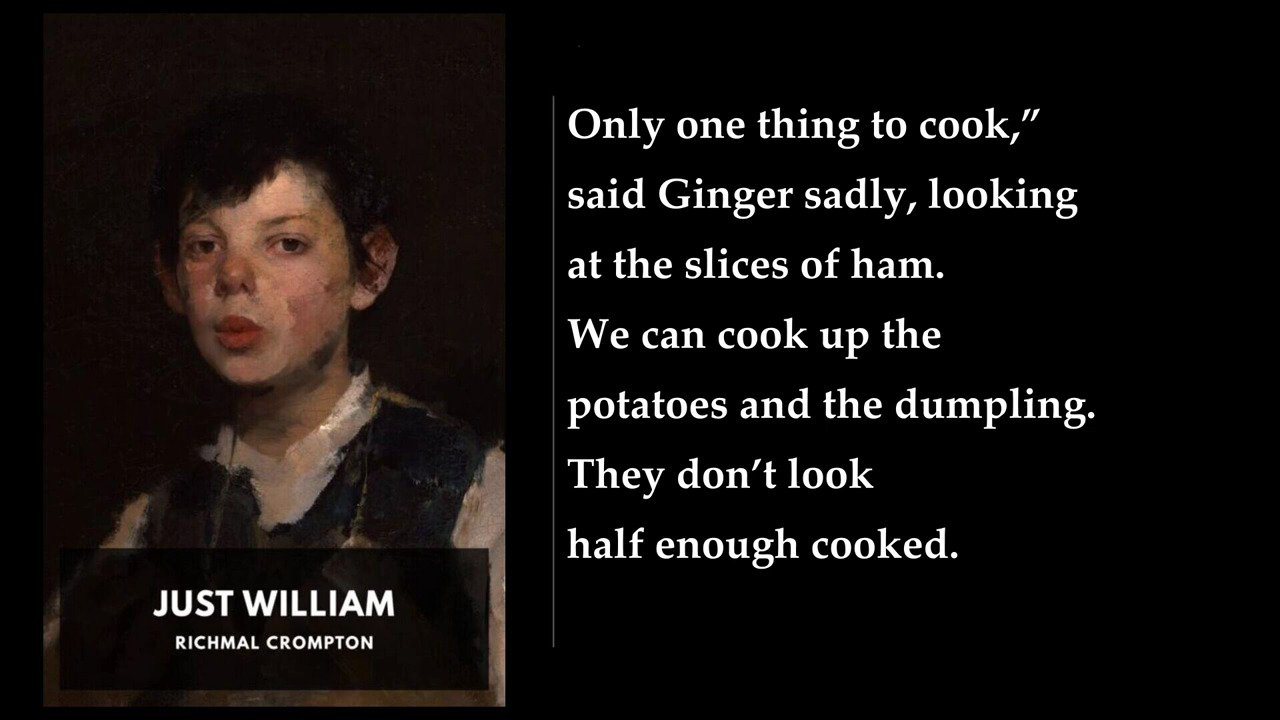 JUST WILLIAM
RICHMAL CROMPTON
Only one thing to cook,”
said Ginger sadly, looking
at the slices of ham.
We can cook up the
potatoes and the dumpling.
They don’t look
half enough cooked.